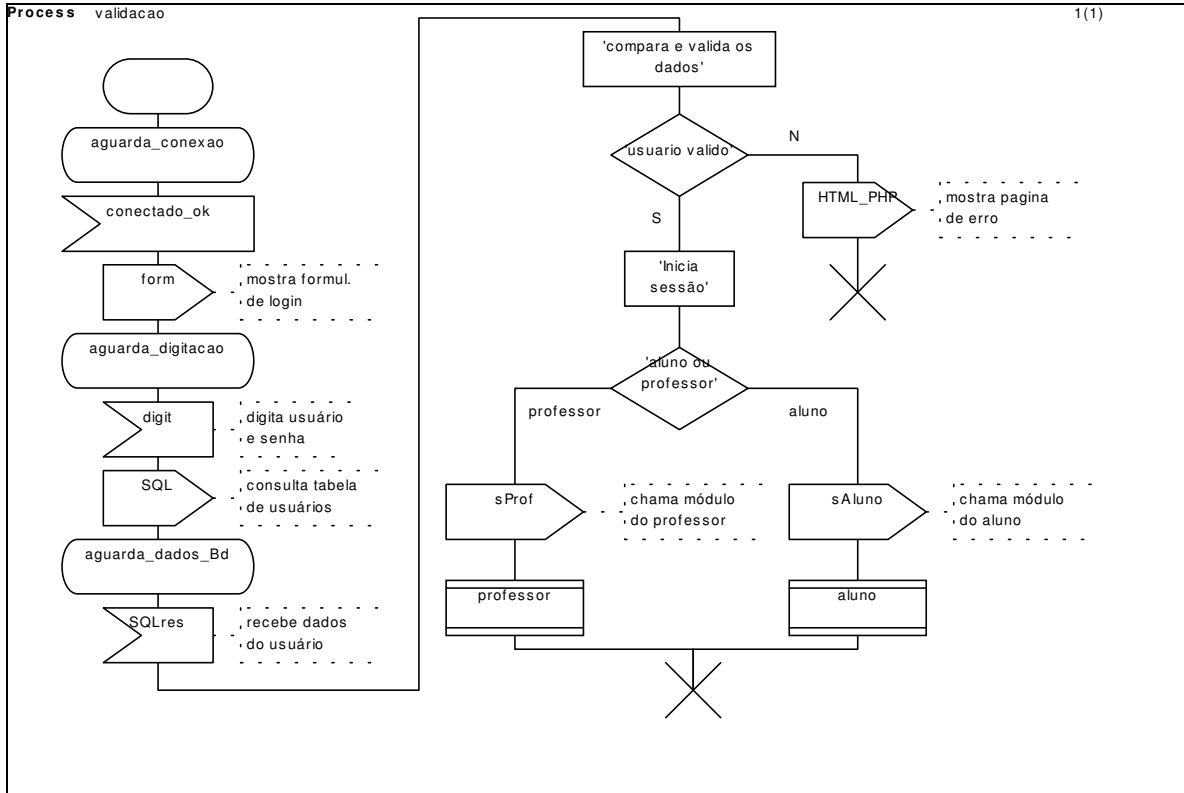 Process validacao
1(1)
aguarda_conexao
conectado_ok
form
mostra formul.
de login
aguarda_digitacao
digit
digita usuário
e senha
SQL
consulta tabela
de usuários
aguarda_dados_Bd
SQLres
recebe dados
do usuário
'compara e valida os
dados'
'usuario valido'
N
HTML_PHP
mostra pagina
de erro
S
'Inicia
sessão'
'aluno ou
professor'
professor
aluno
sProf
chama módulo
do professor
sAluno
chama módulo
do aluno
professor
aluno